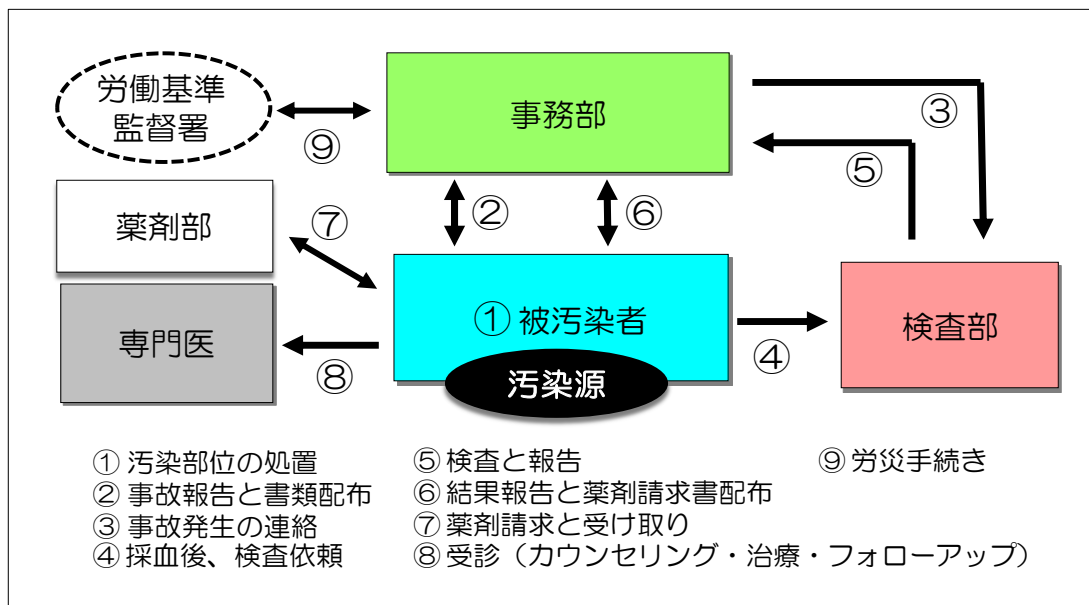 労働基準
監督署
⑨
事務部
③
⑤
薬剤部
⑦
②
⑥
専門医
⑧
① 被汚染者
汚染源
④
検査部
① 汚染部位の処置
② 事故報告と書類配布
③ 事故発生の連絡
④ 採血後、検査依頼
⑤ 検査と報告
⑥ 結果報告と薬剤請求書配布
⑦ 薬剤請求と受け取り
⑧ 受診（カウンセリング・治療・フォローアップ）
⑨ 労災手続き